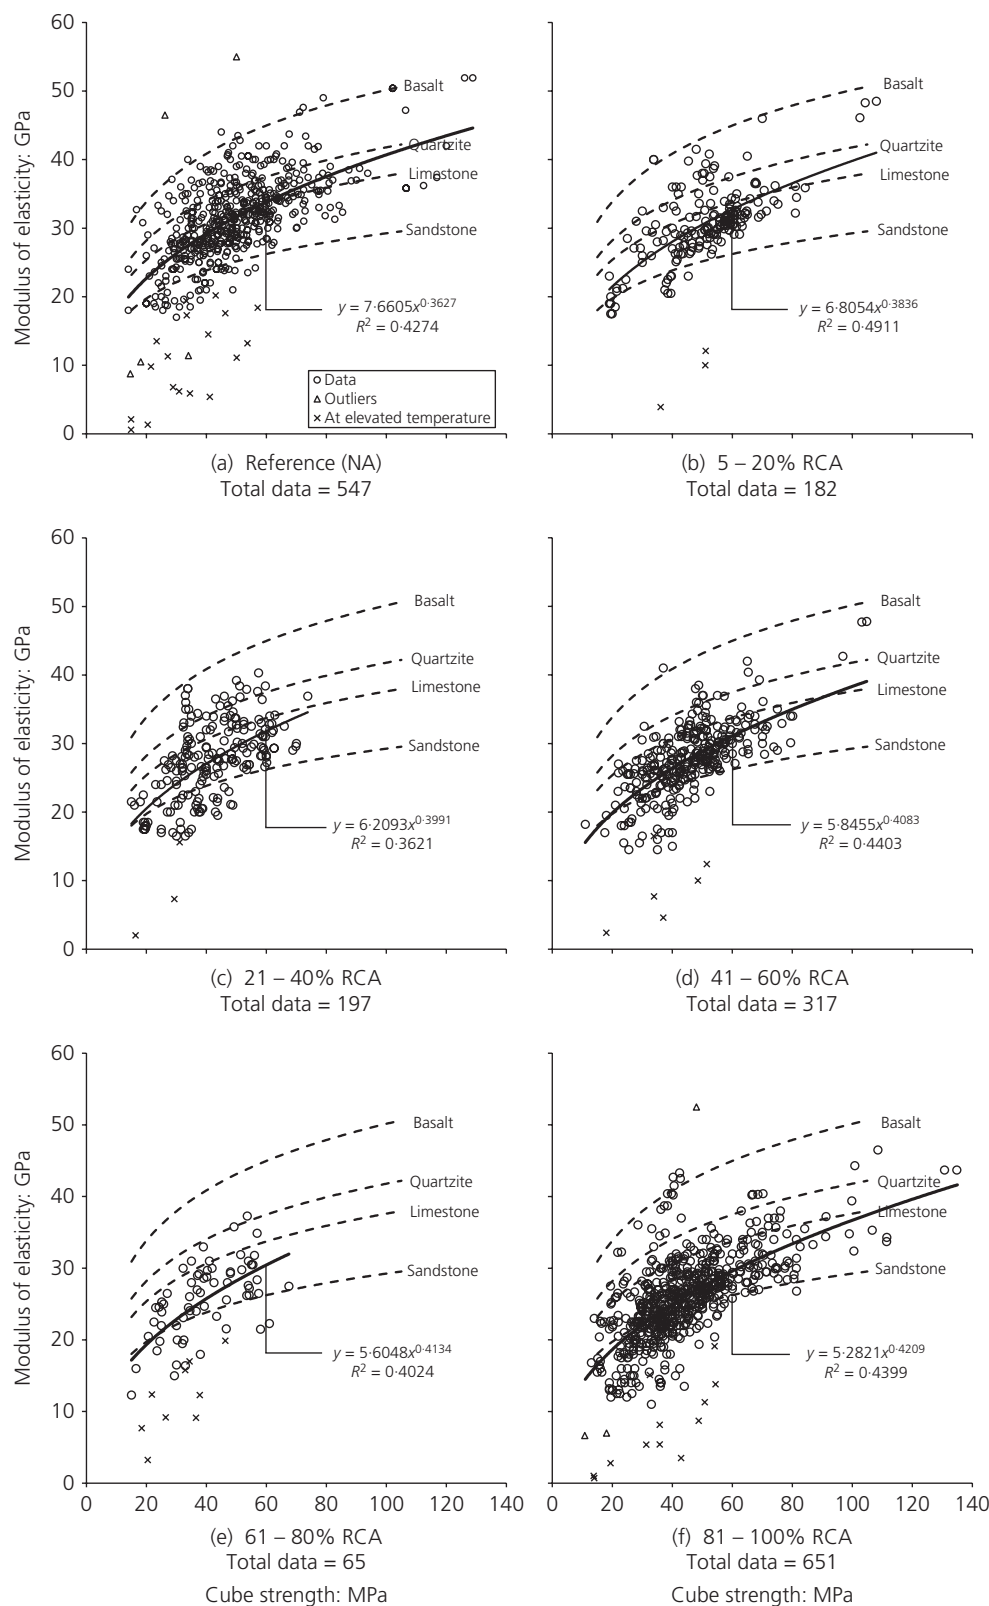 60
50
40
30
20
10
0
Modulus of elasticity: GPa
Basalt
Quartzite
Limestone
Sandstone
y = 7·6605x^0·3627
R² = 0·4274
Data
Outliers
At elevated temperature
(a) Reference (NA)
Total data = 547
Basalt
Quartzite
Limestone
Sandstone
y = 6·8054x^0·3836
R² = 0·4911
(b) 5 – 20% RCA
Total data = 182
60
50
40
30
20
10
0
Modulus of elasticity: GPa
Basalt
Quartzite
Limestone
Sandstone
y = 6·2093x^0·3991
R² = 0·3621
(c) 21 – 40% RCA
Total data = 197
Basalt
Quartzite
Limestone
Sandstone
y = 5·8455x^0·4083
R² = 0·4403
(d) 41 – 60% RCA
Total data = 317
60
50
40
30
20
10
0
Modulus of elasticity: GPa
Basalt
Quartzite
Limestone
Sandstone
y = 5·6048x^0·4134
R² = 0·4024
0 20 40 60 80 100 120 140
(e) 61 – 80% RCA
Total data = 65
Cube strength: MPa
Basalt
Quartzite
Limestone
Sandstone
y = 5·2821x^0·4209
R² = 0·4399
0 20 40 60 80 100 120 140
(f) 81 – 100% RCA
Total data = 651
Cube strength: MPa